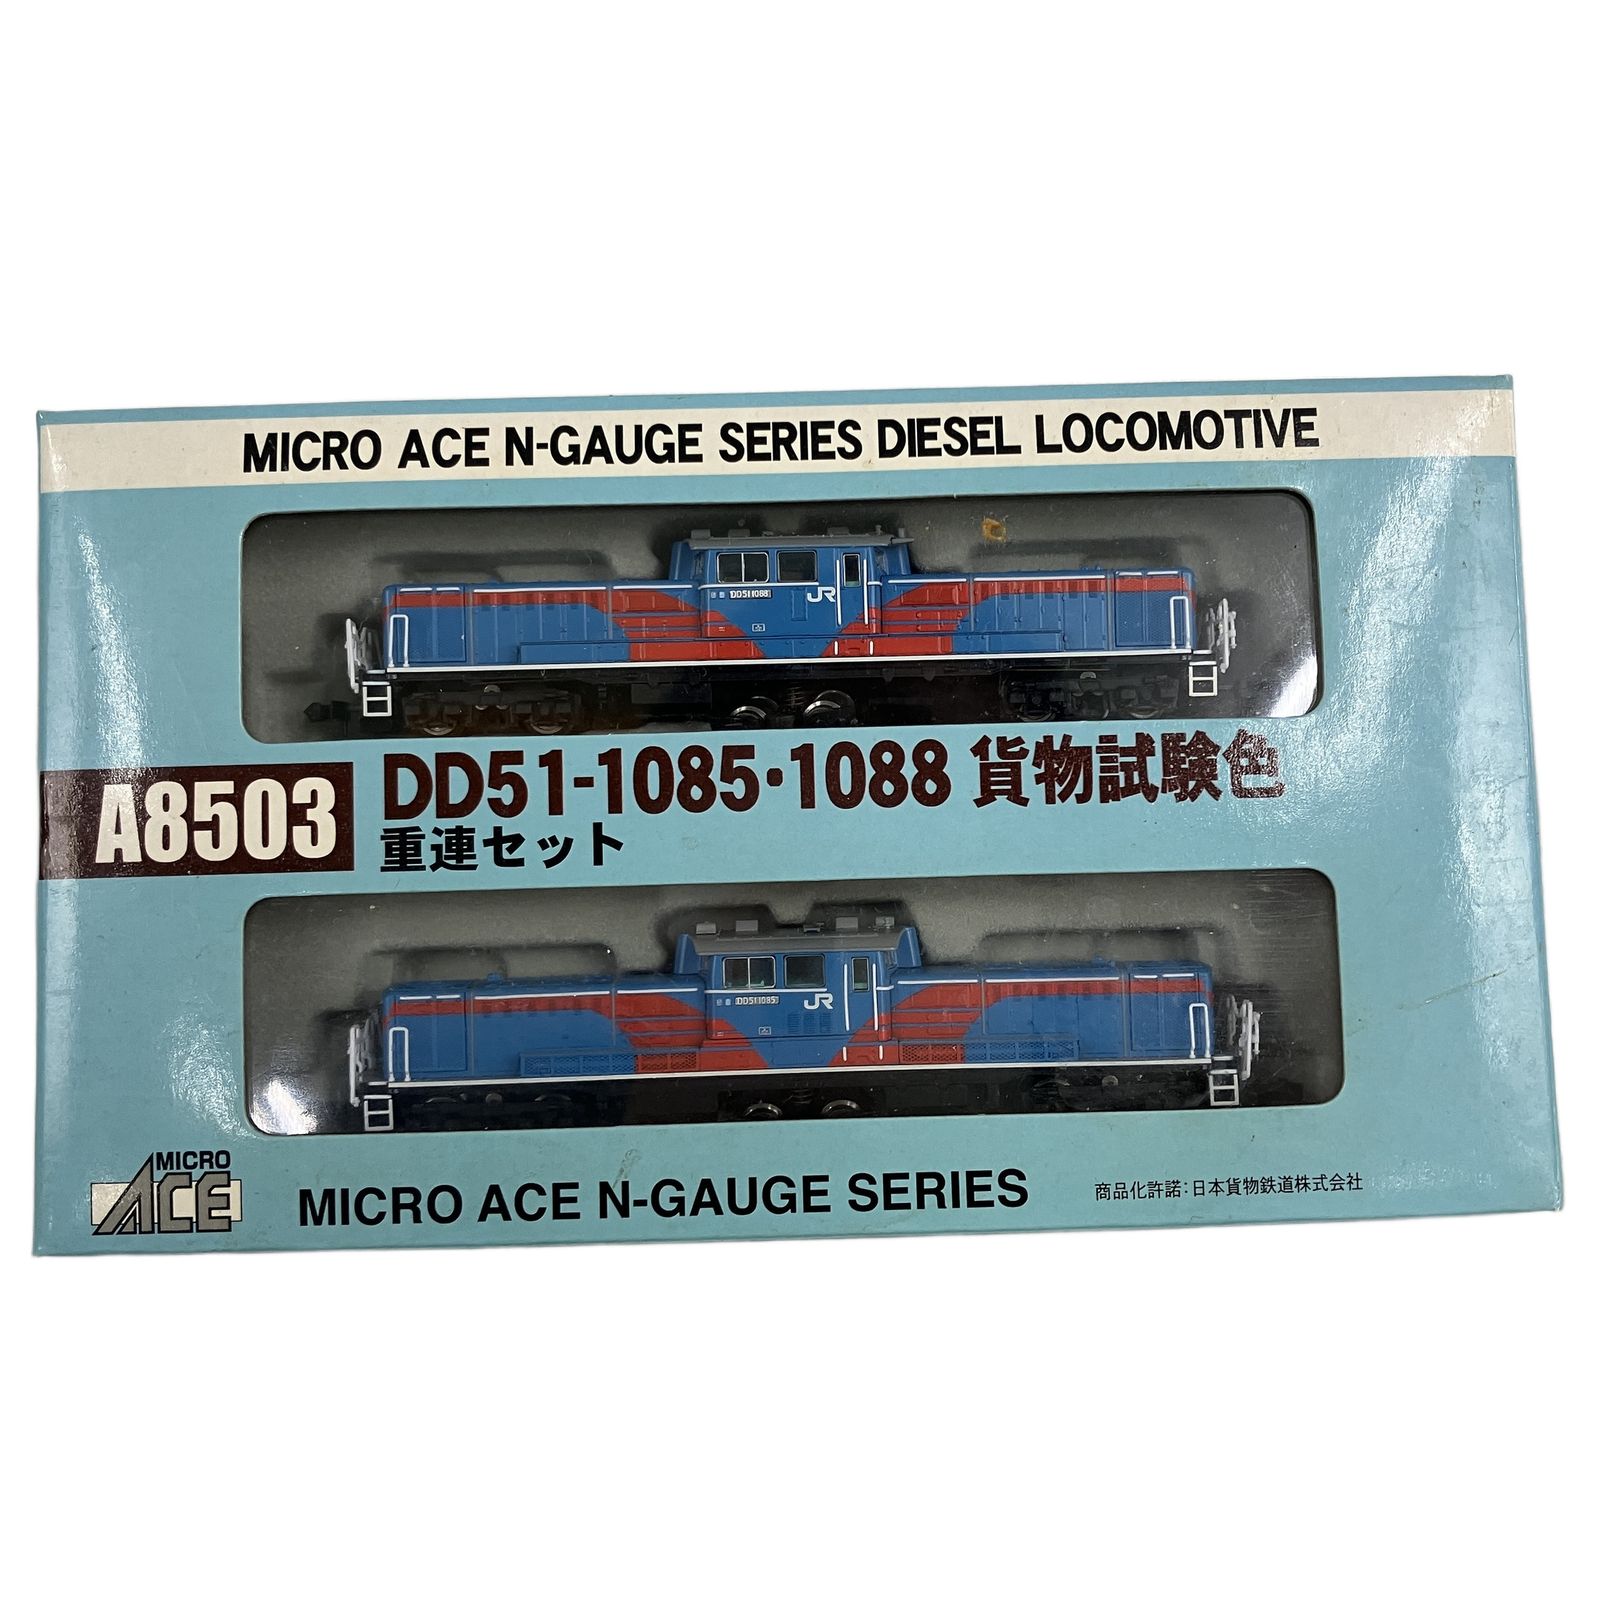 MICRO ACE N-GAUGE SERIES DIESEL LOCOMOTIVE
DD51 1088
JR
A8503
DD51-1085・1088 貨物試験色
重連セット
DD51 1085
JR
MICRO
ACE
MICRO ACE N-GAUGE SERIES
商品化許諾:日本貨物鉄道株式会社